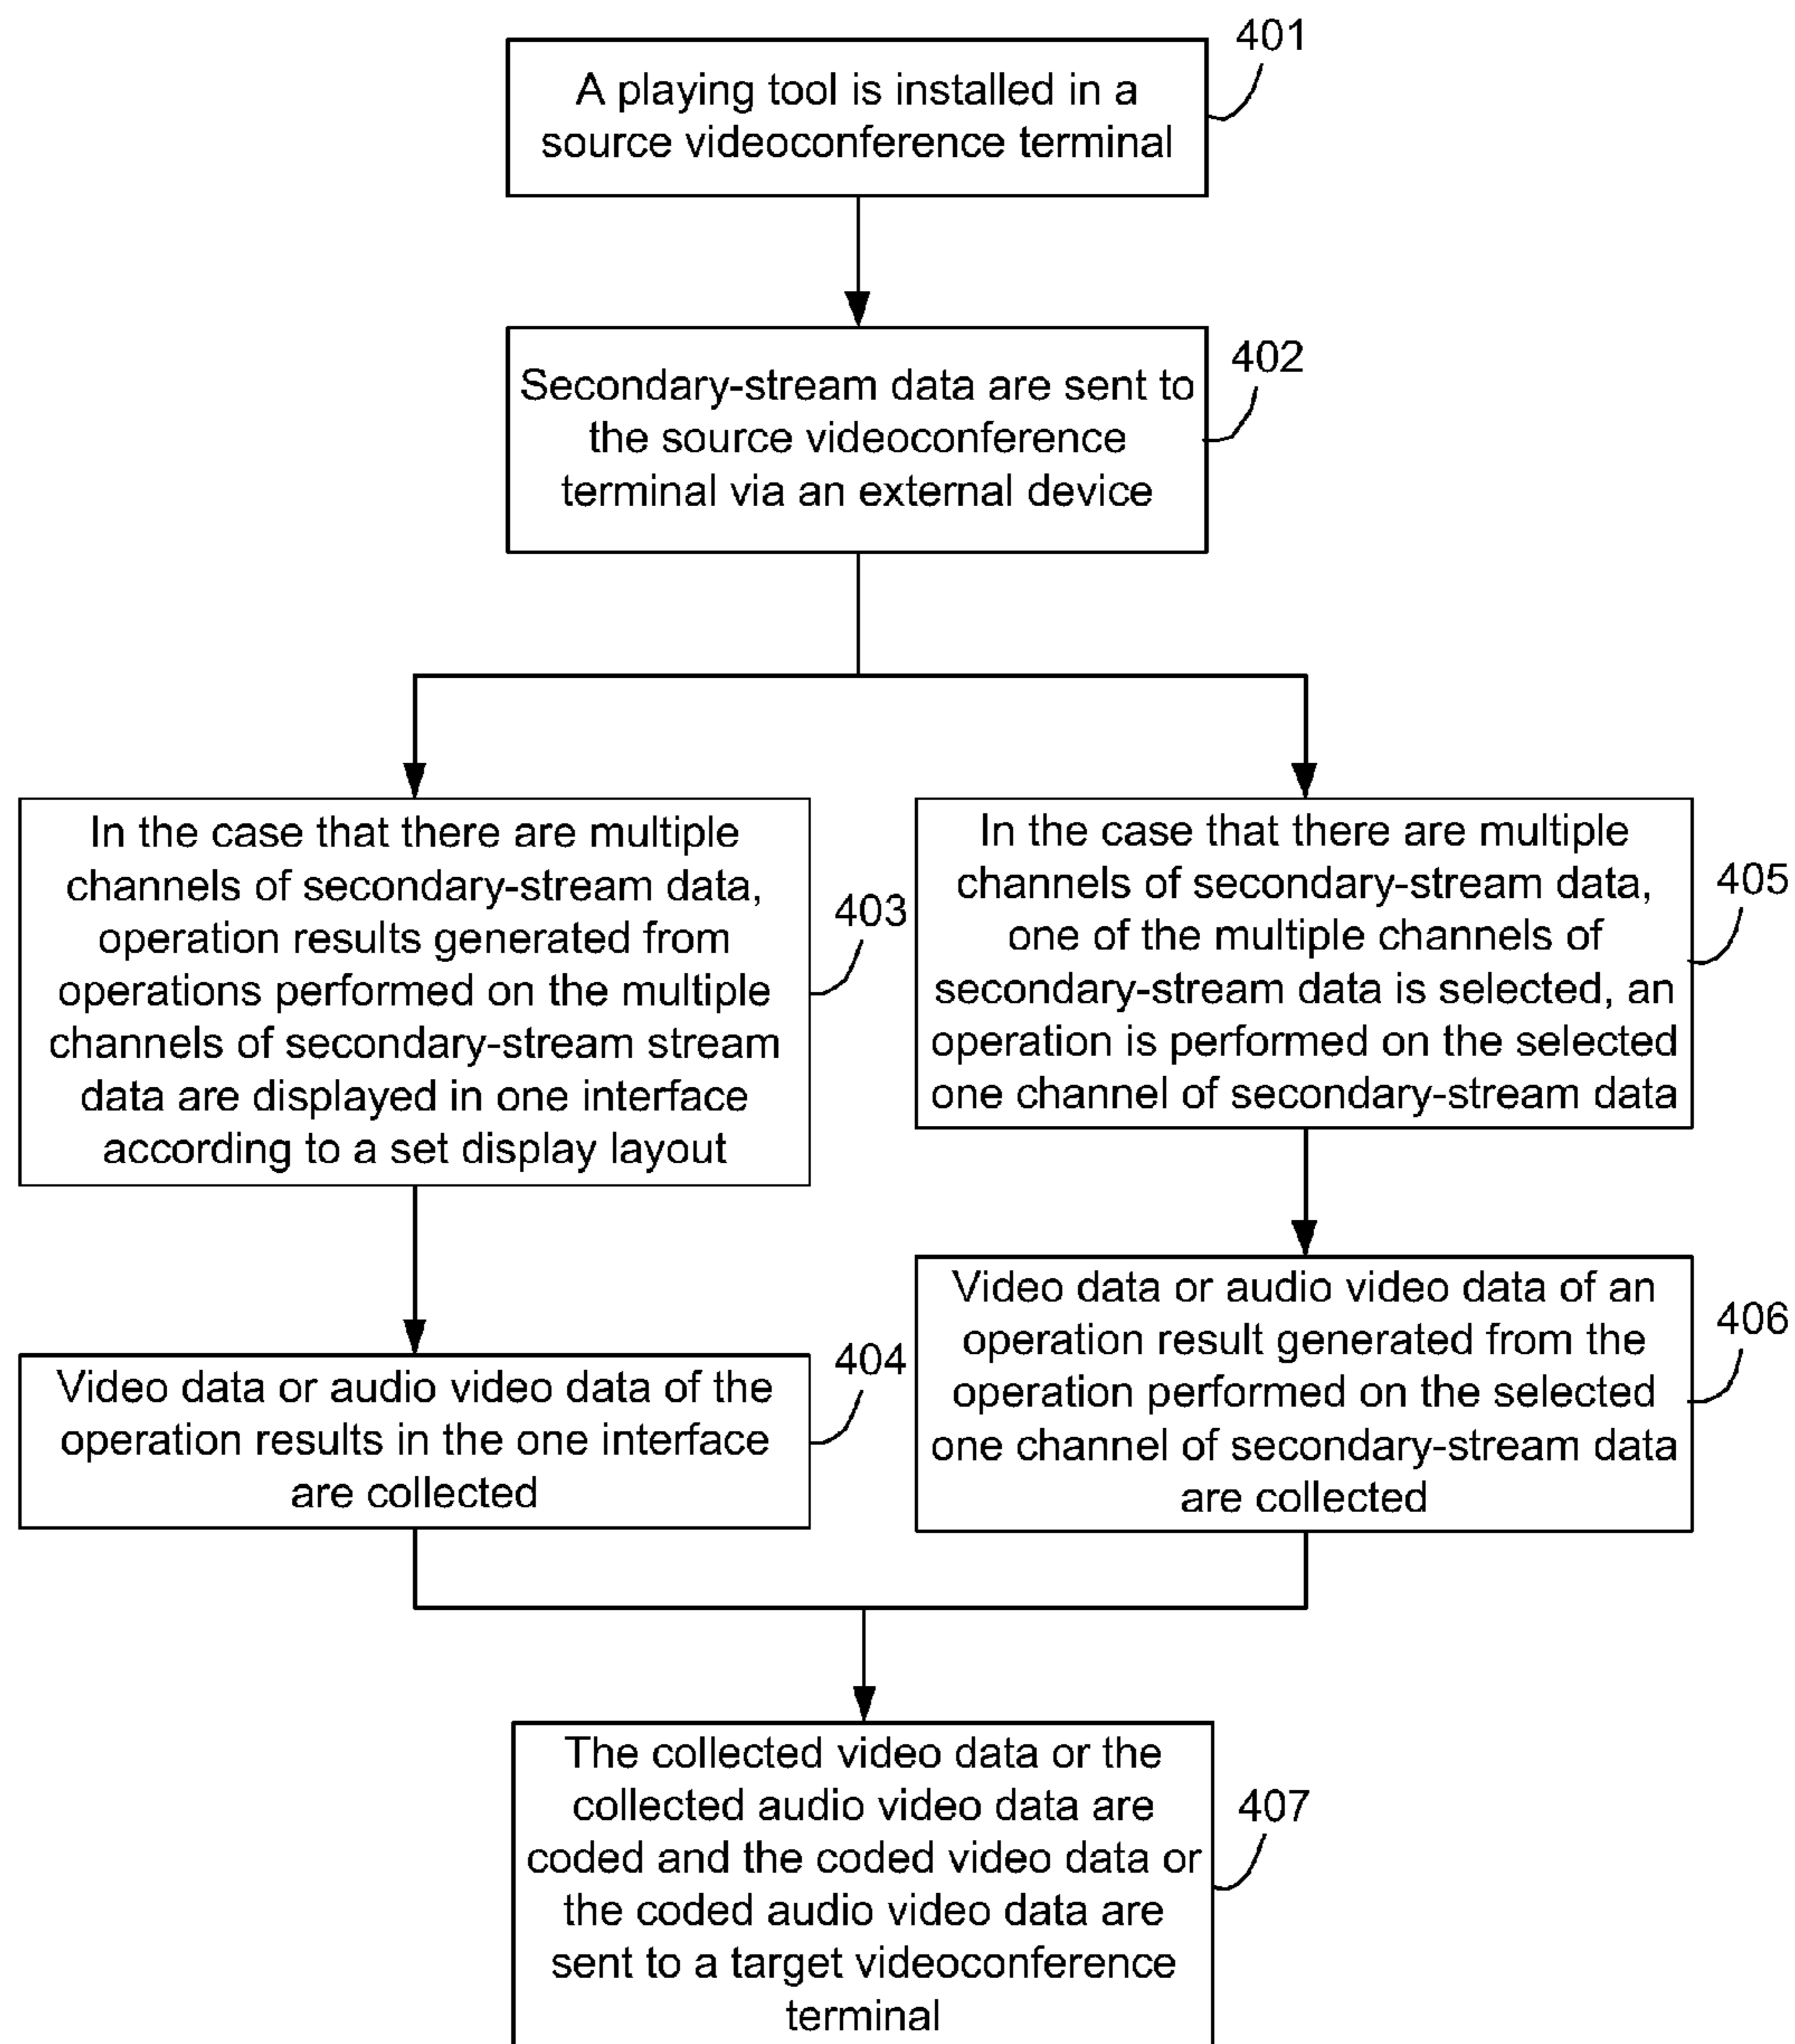 401
A playing tool is installed in a
source videoconference terminal
402
Secondary-stream data are sent to
the source videoconference
terminal via an external device
In the case that there are multiple
channels of secondary-stream data,
operation results generated from
operations performed on the multiple
channels of secondary-stream stream
data are displayed in one interface
according to a set display layout
403
In the case that there are multiple
channels of secondary-stream data,
one of the multiple channels of
secondary-stream data is selected, an
operation is performed on the selected
one channel of secondary-stream data
405
Video data or audio video data of the
operation results in the one interface
are collected
404
Video data or audio video data of an
operation result generated from the
operation performed on the selected
one channel of secondary-stream data
are collected
406
The collected video data or the
collected audio video data are
coded and the coded video data or
the coded audio video data are
sent to a target videoconference
terminal
407